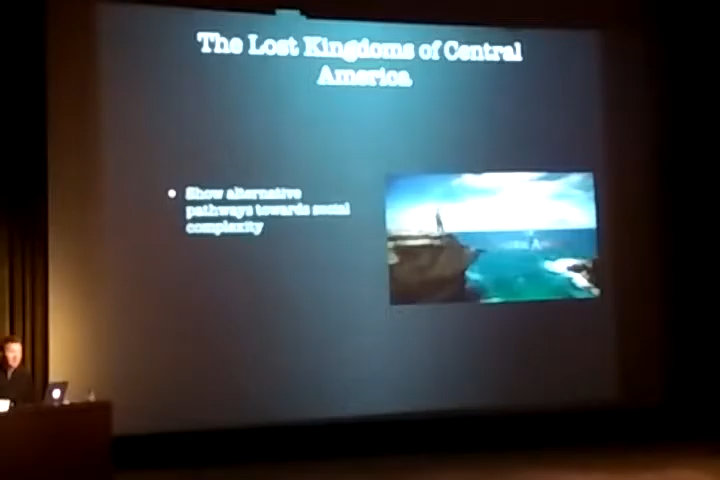 The Lost Kingdoms of Central
America
Show alternative
pathways towards social
complexity